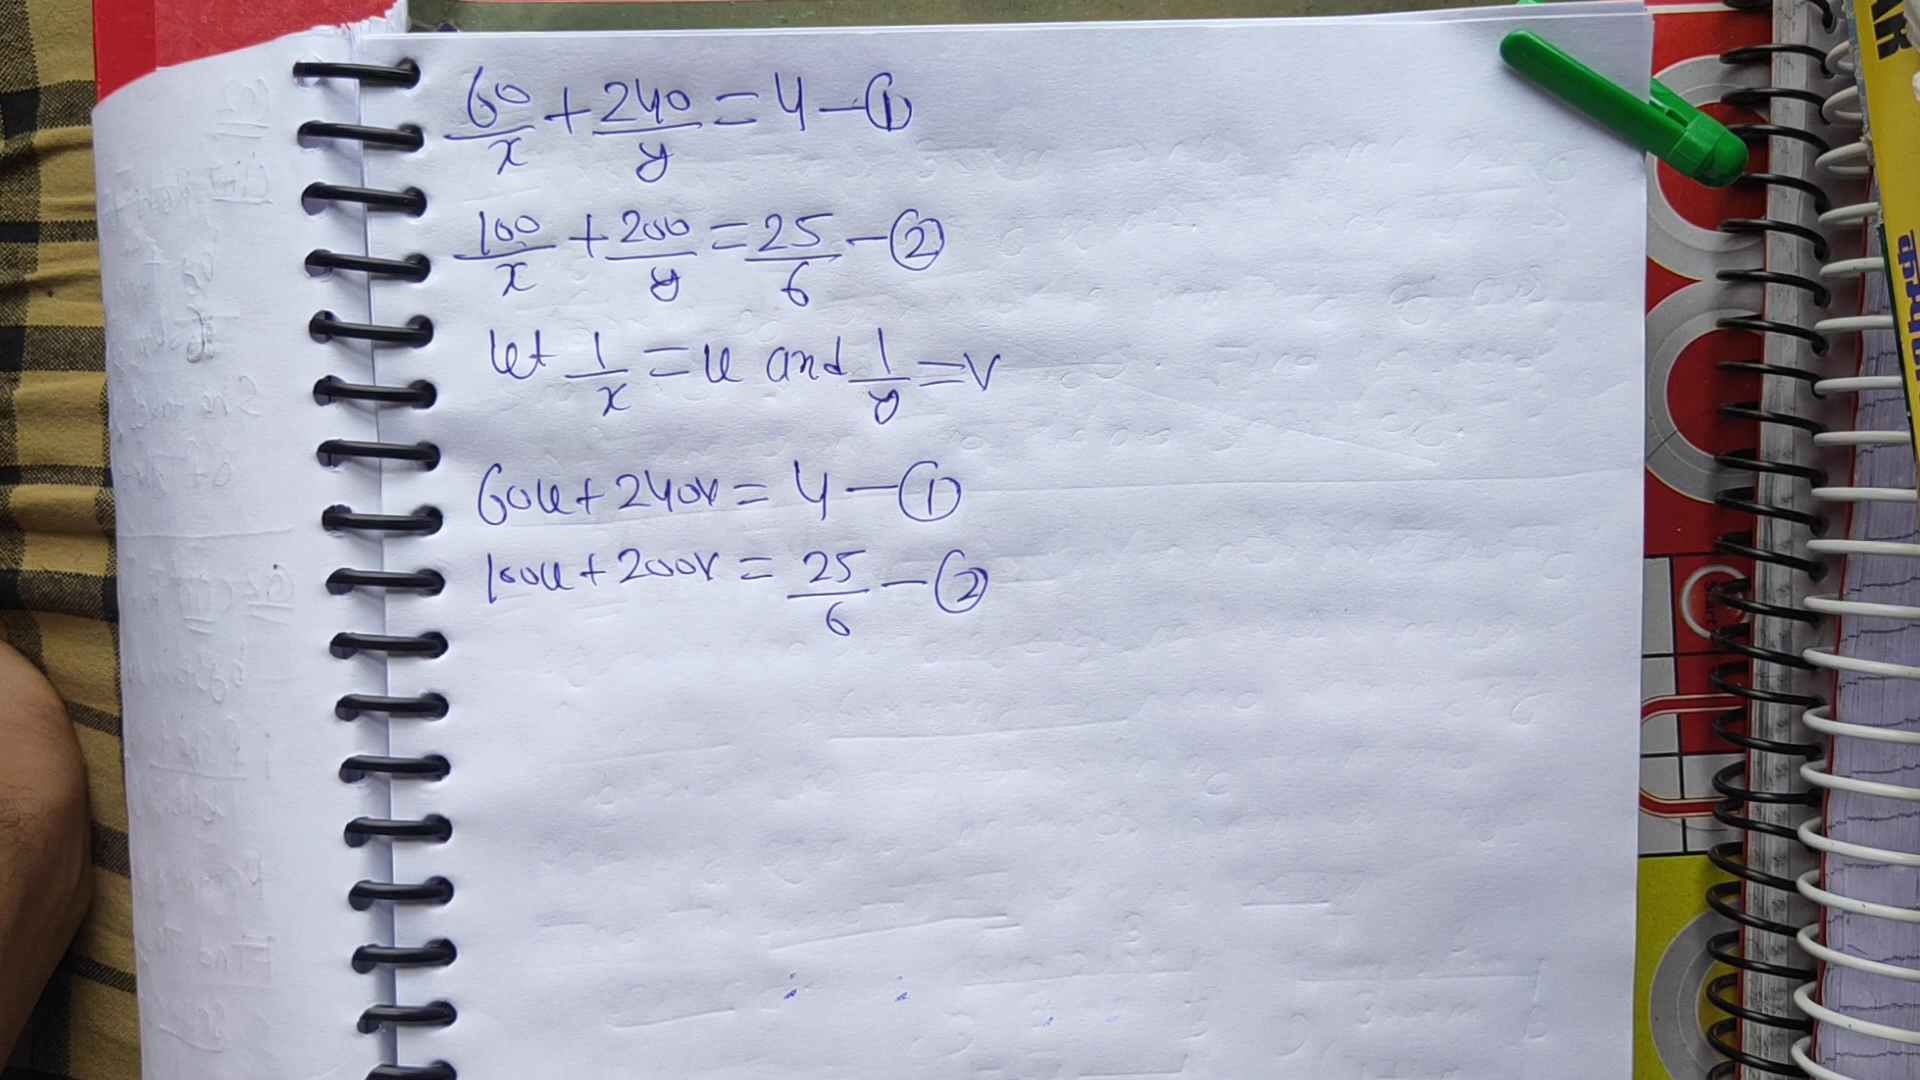 60/x + 240/y = 4 — ①
100/x + 200/y = 25/6 — ②
let 1/x = u and 1/y = v
60u + 240v = 4 — ①
100u + 200v = 25/6 — ②